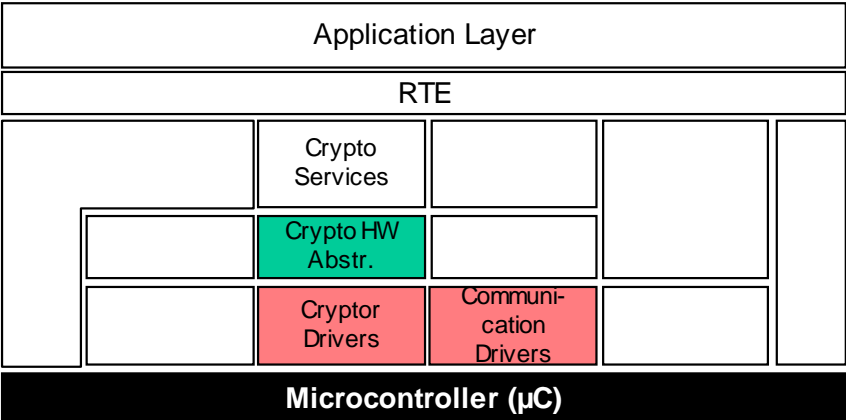 Application Layer
RTE
Crypto
Services
Crypto HW
Abstr.
Cryptor
Drivers
Communi-
cation
Drivers
Microcontroller (µC)